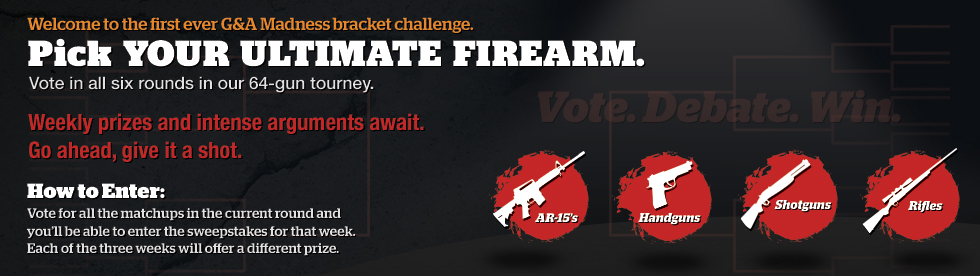 Welcome to the first ever G&A Madness bracket challenge.
Pick YOUR ULTIMATE FIREARM.
Vote in all six rounds in our 64-gun tourney.
Vote. Debate. Win.
Weekly prizes and intense arguments await.
Go ahead, give it a shot.
How to Enter:
Vote for all the matchups in the current round and
you'll be able to enter the sweepstakes for that week.
Each of the three weeks will offer a different prize.
AR-15's
Handguns
Shotguns
Rifles